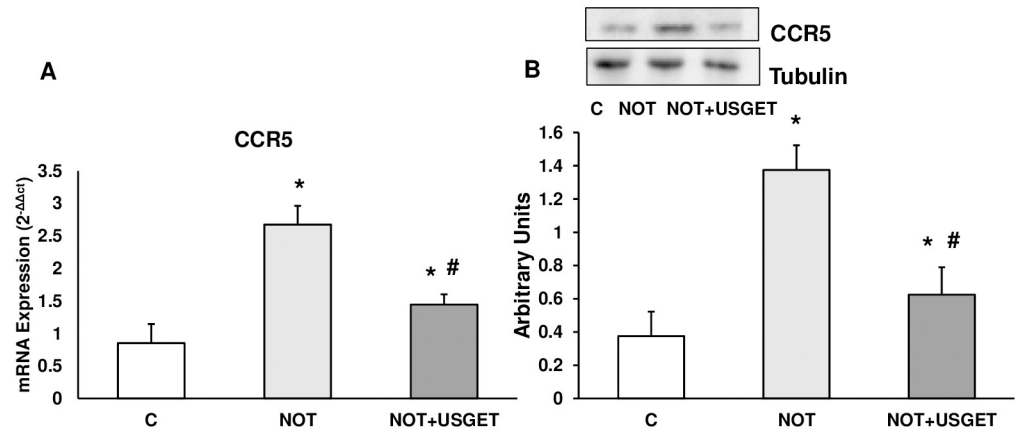 A
CCR5
mRNA Expression (2-ΔΔct)
3.5
3
2.5
2
1.5
1
0.5
0
*
* #
C
NOT
NOT+USGET
B
CCR5
Tubulin
C NOT NOT+USGET
Arbitrary Units
1.6
1.4
1.2
1
0.8
0.6
0.4
0.2
0
*
* #
C
NOT
NOT+USGET